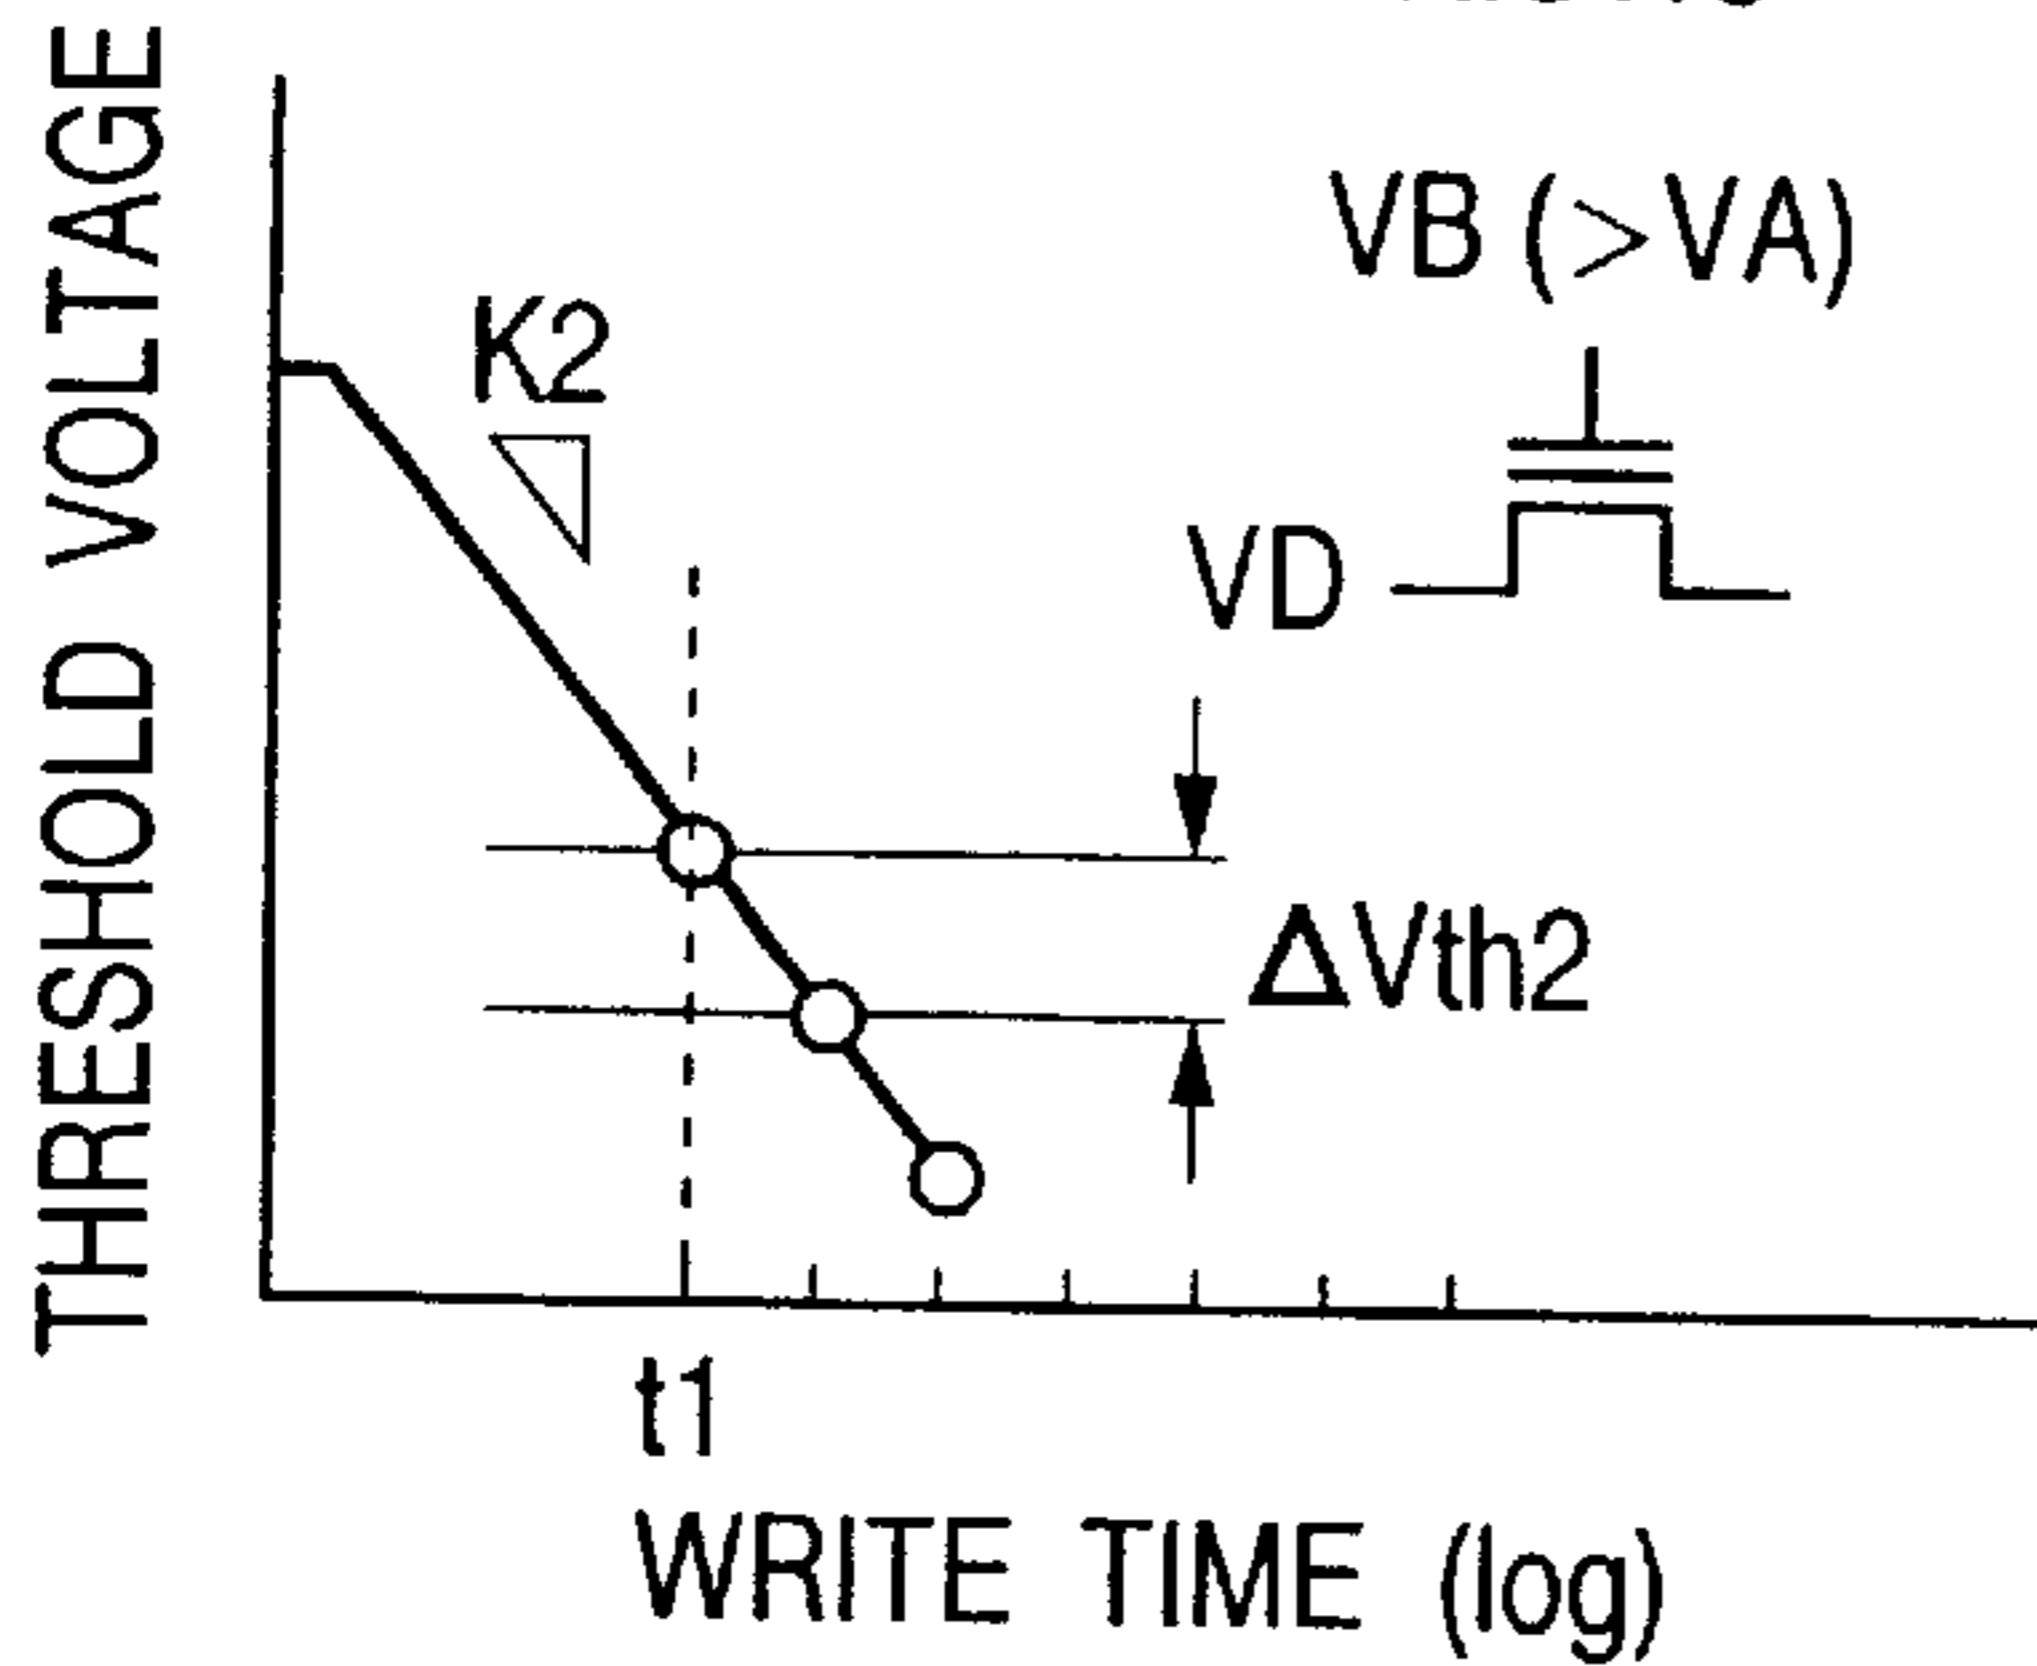 THRESHOLD VOLTAGE
K2
VB (>VA)
VD
ΔVth2
t1
WRITE TIME (log)